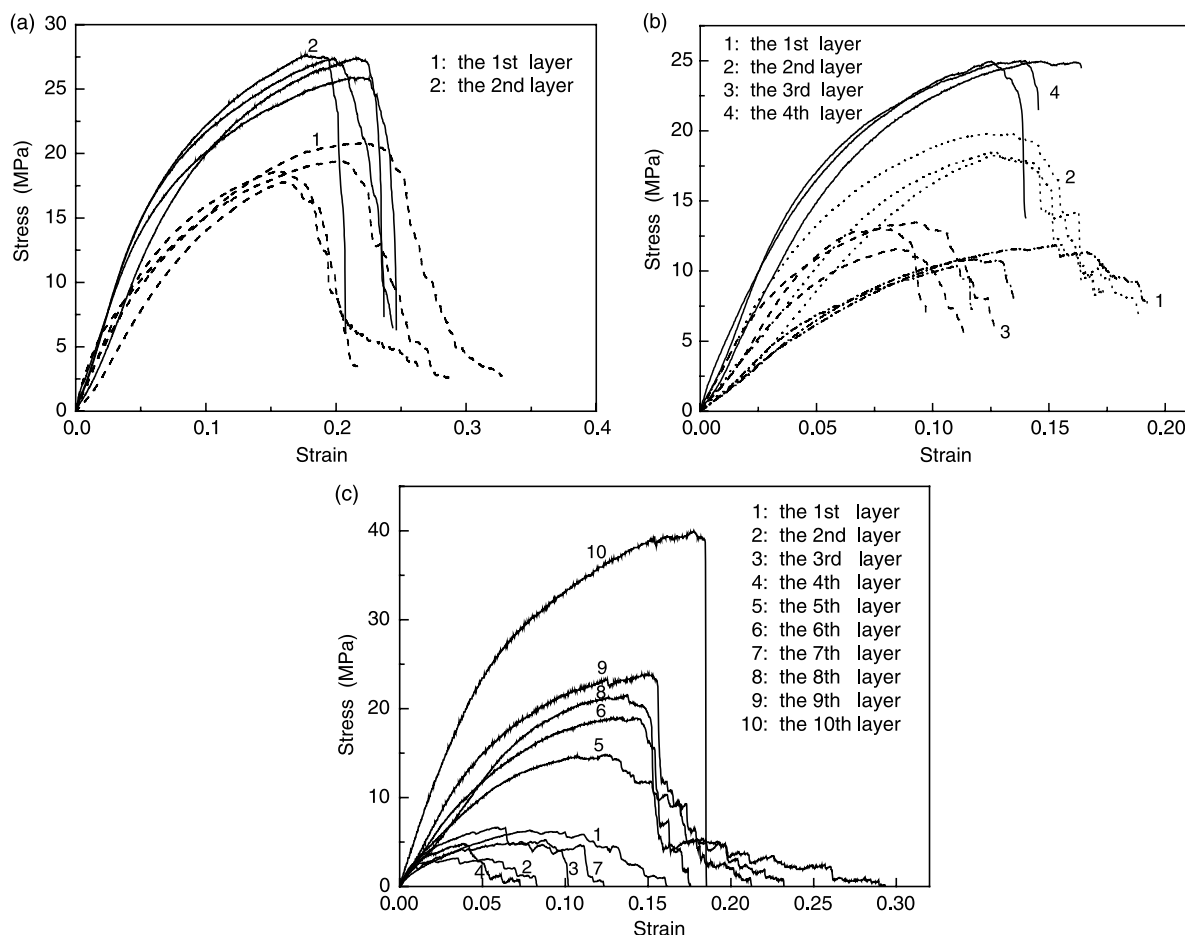 (a)
30
25
20
15
10
5
0
Stress (MPa)
0.0 0.1 0.2 0.3 0.4
Strain
1: the 1st layer
2: the 2nd layer
2
1
(b)
25
20
15
10
5
0
Stress (MPa)
0.00 0.05 0.10 0.15 0.20
Strain
1: the 1st layer
2: the 2nd layer
3: the 3rd layer
4: the 4th layer
4
2
1
3
(c)
40
30
20
10
0
Stress (MPa)
0.00 0.05 0.10 0.15 0.20 0.25 0.30
Strain
1: the 1st layer
2: the 2nd layer
3: the 3rd layer
4: the 4th layer
5: the 5th layer
6: the 6th layer
7: the 7th layer
8: the 8th layer
9: the 9th layer
10: the 10th layer
10
9
8
6
5
1
4 2 3 7